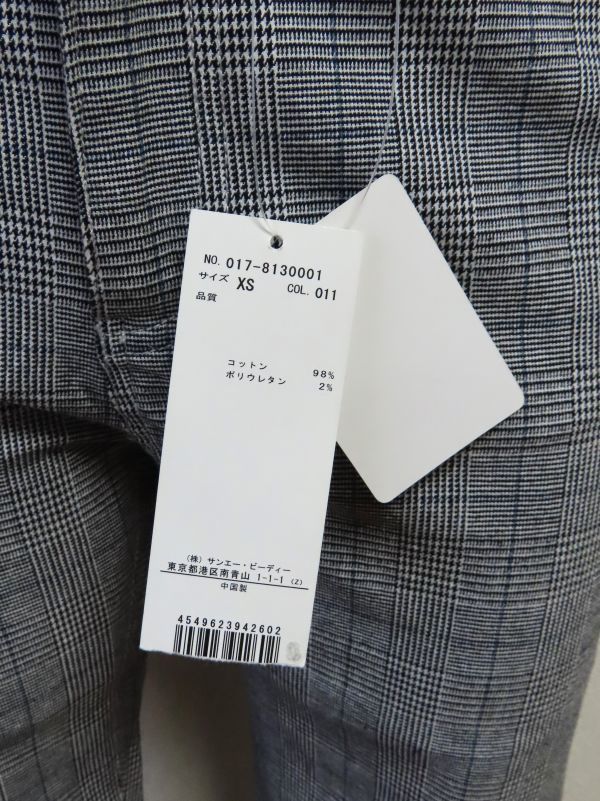 NO. 017-8130001
サイズ XS COL. 011
品質
コットン 98%
ポリウレタン 2%
(株) サンエー・ビーディー
東京都港区南青山 1-1-1 (Z)
中国製
4549623942602